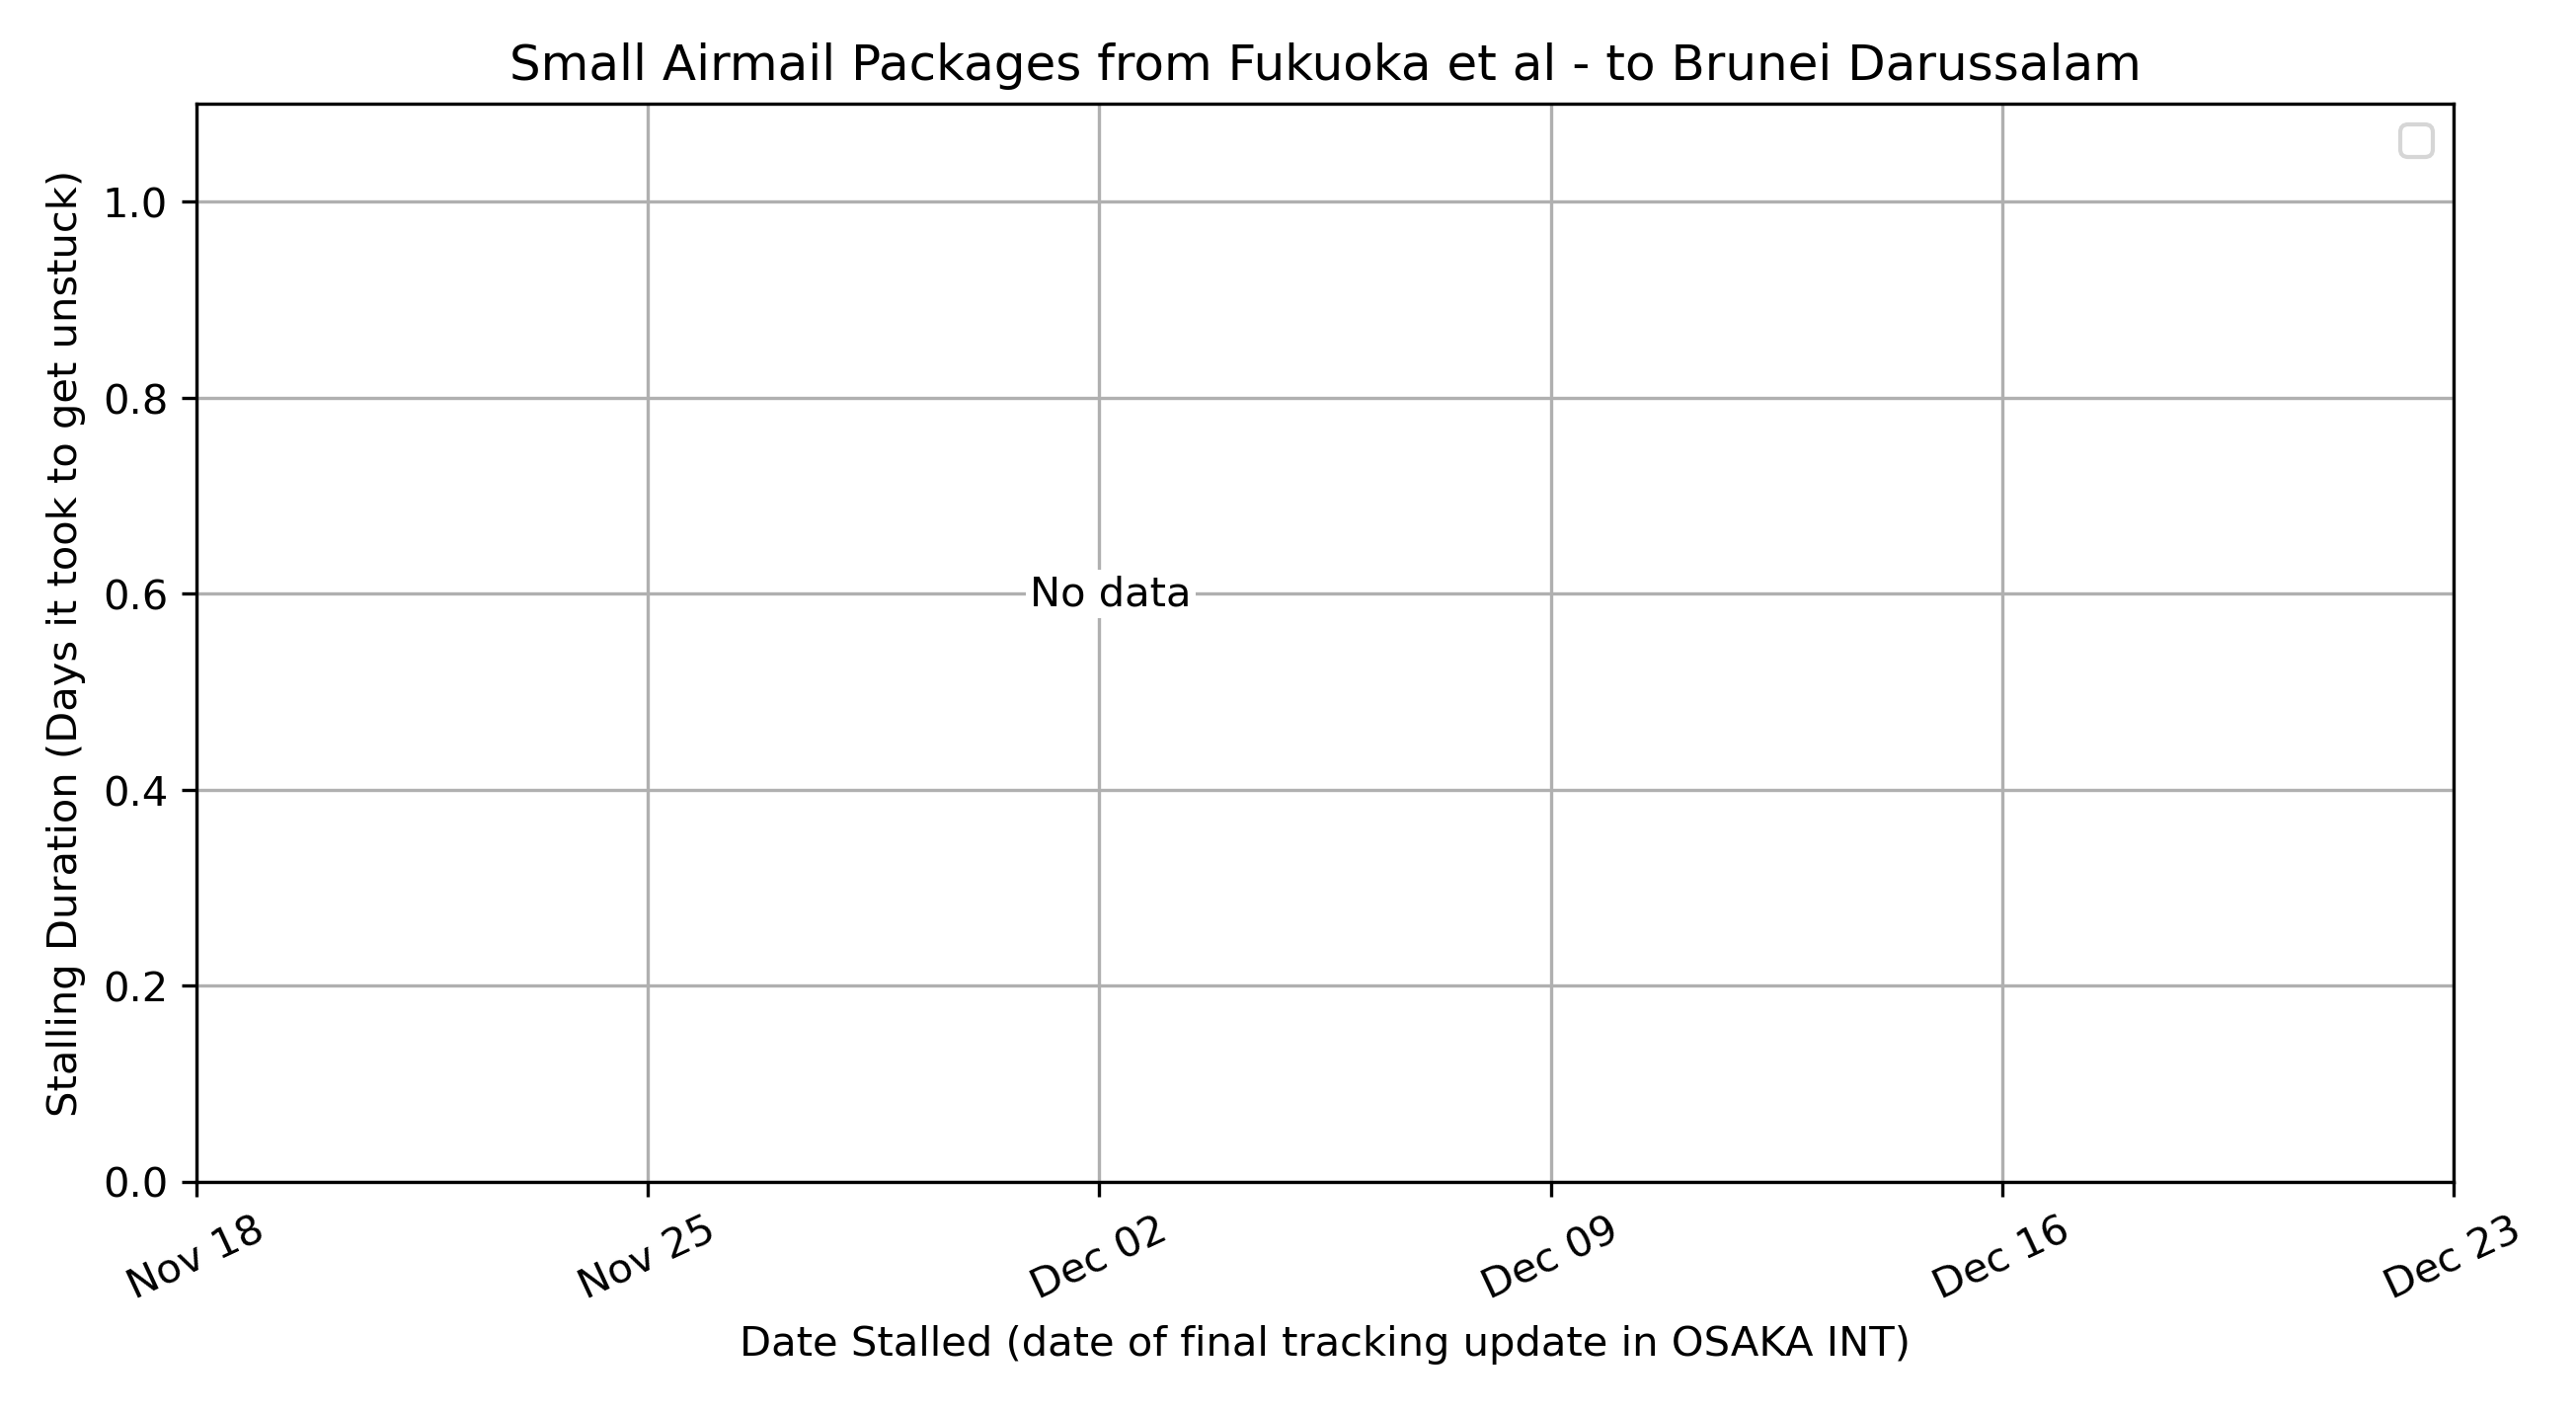 Small Airmail Packages from Fukuoka et al - to Brunei Darussalam
Stalling Duration (Days it took to get unstuck)
1.0
0.8
0.6
0.4
0.2
0.0
No data
Nov 18
Nov 25
Dec 02
Dec 09
Dec 16
Dec 23
Date Stalled (date of final tracking update in OSAKA INT)